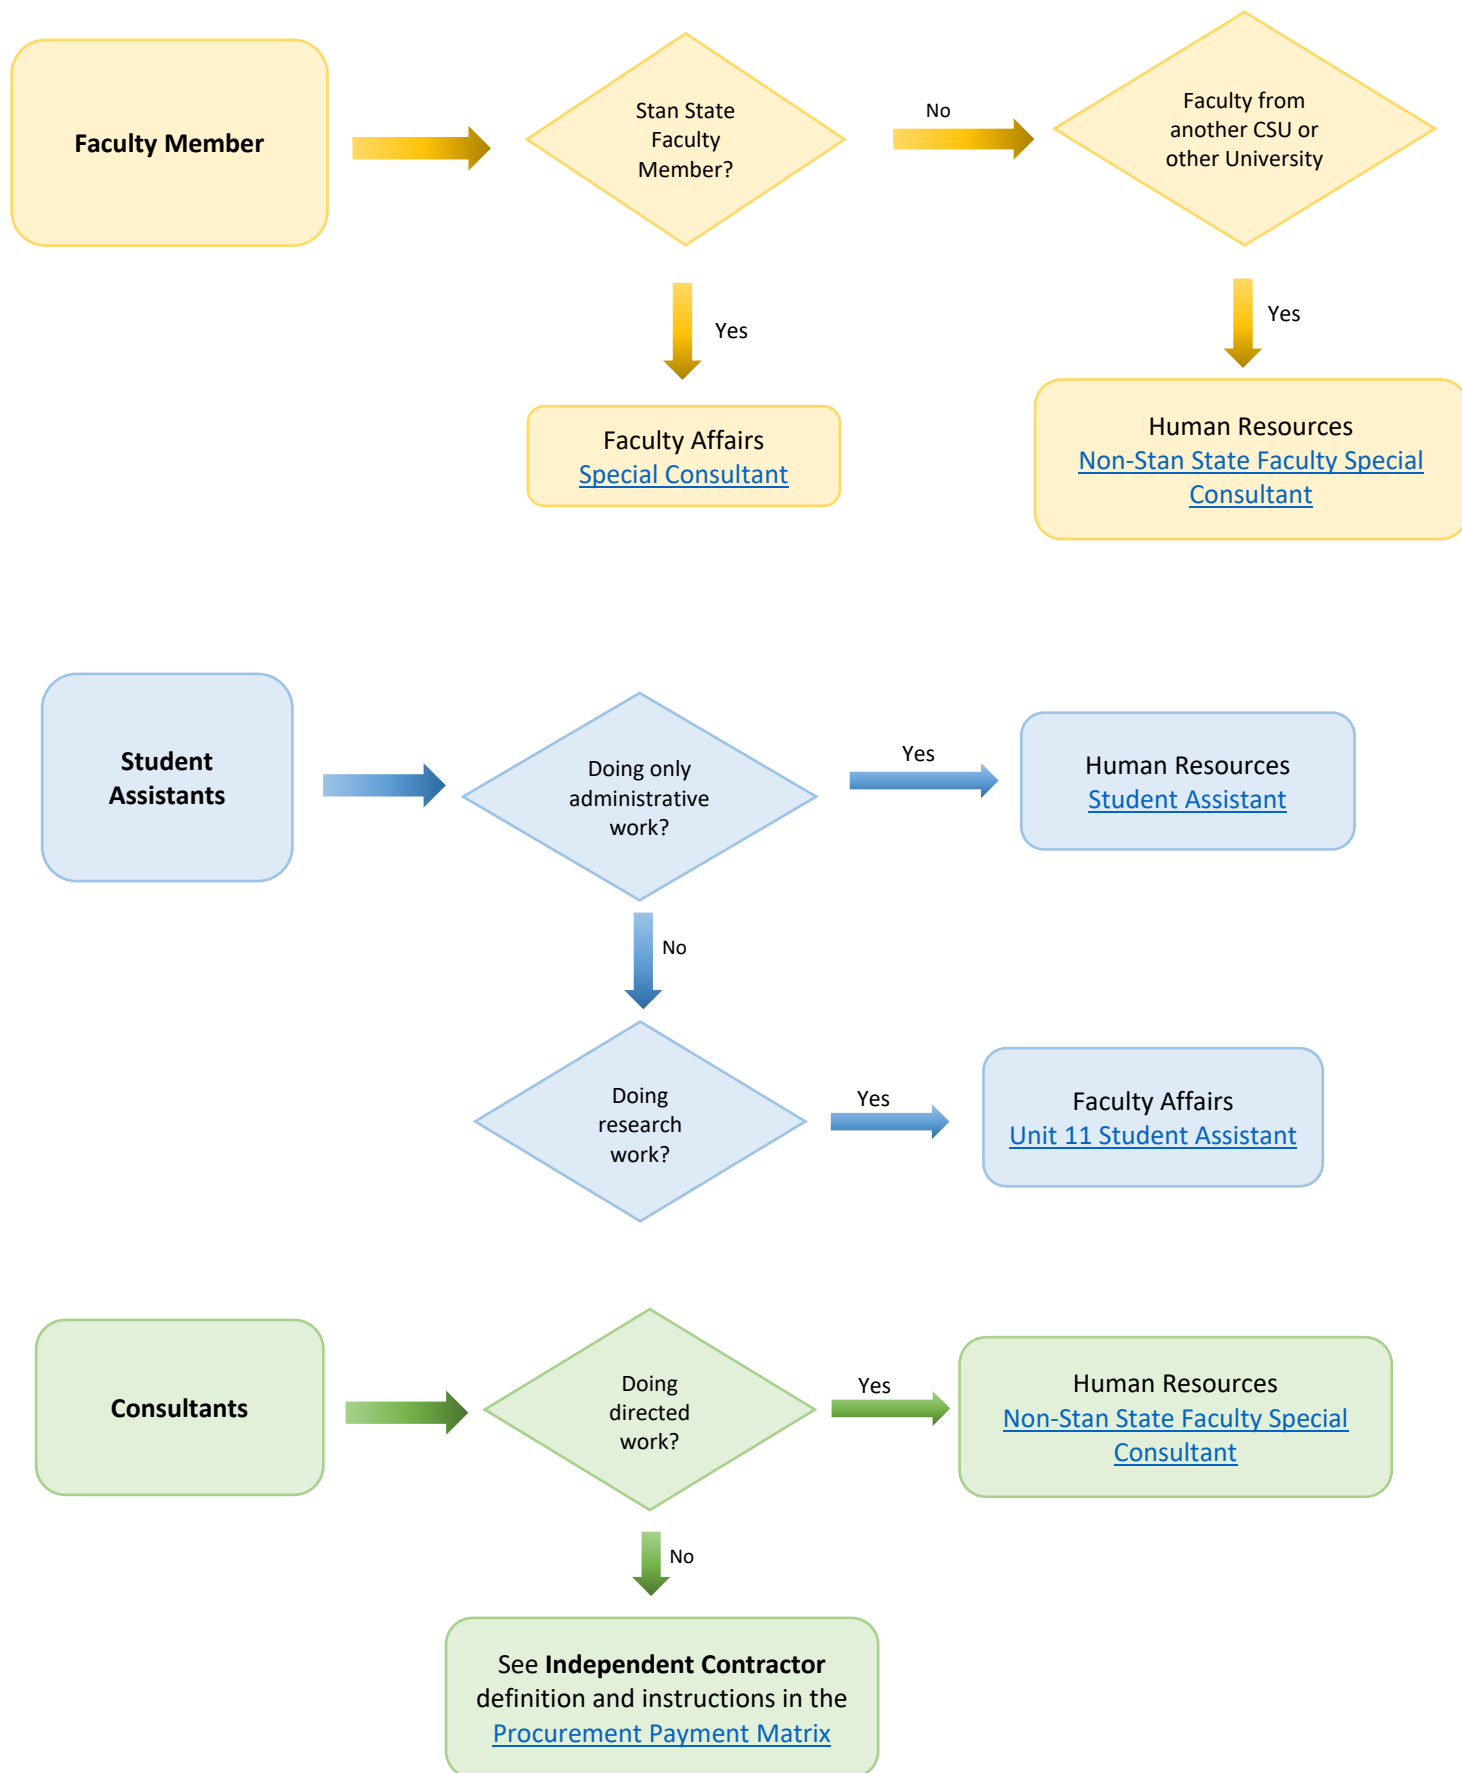 Faculty Member
Stan State
Faculty
Member?
No
Faculty from
another CSU or
other University
Yes
Yes
Faculty Affairs
Special Consultant
Human Resources
Non-Stan State Faculty Special
Consultant
Student
Assistants
Doing only
administrative
work?
Yes
Human Resources
Student Assistant
No
Doing
research
work?
Yes
Faculty Affairs
Unit 11 Student Assistant
Consultants
Doing
directed
work?
Yes
Human Resources
Non-Stan State Faculty Special
Consultant
No
See Independent Contractor
definition and instructions in the
Procurement Payment Matrix